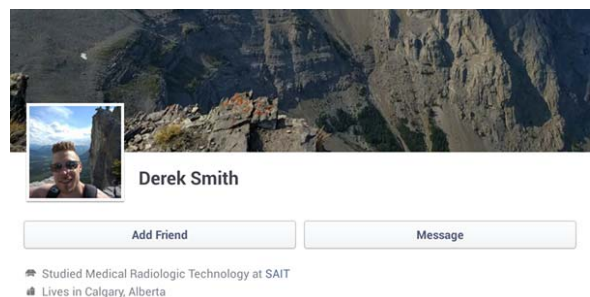 Derek Smith
Add Friend
Message
Studied Medical Radiologic Technology at SAIT
Lives in Calgary, Alberta